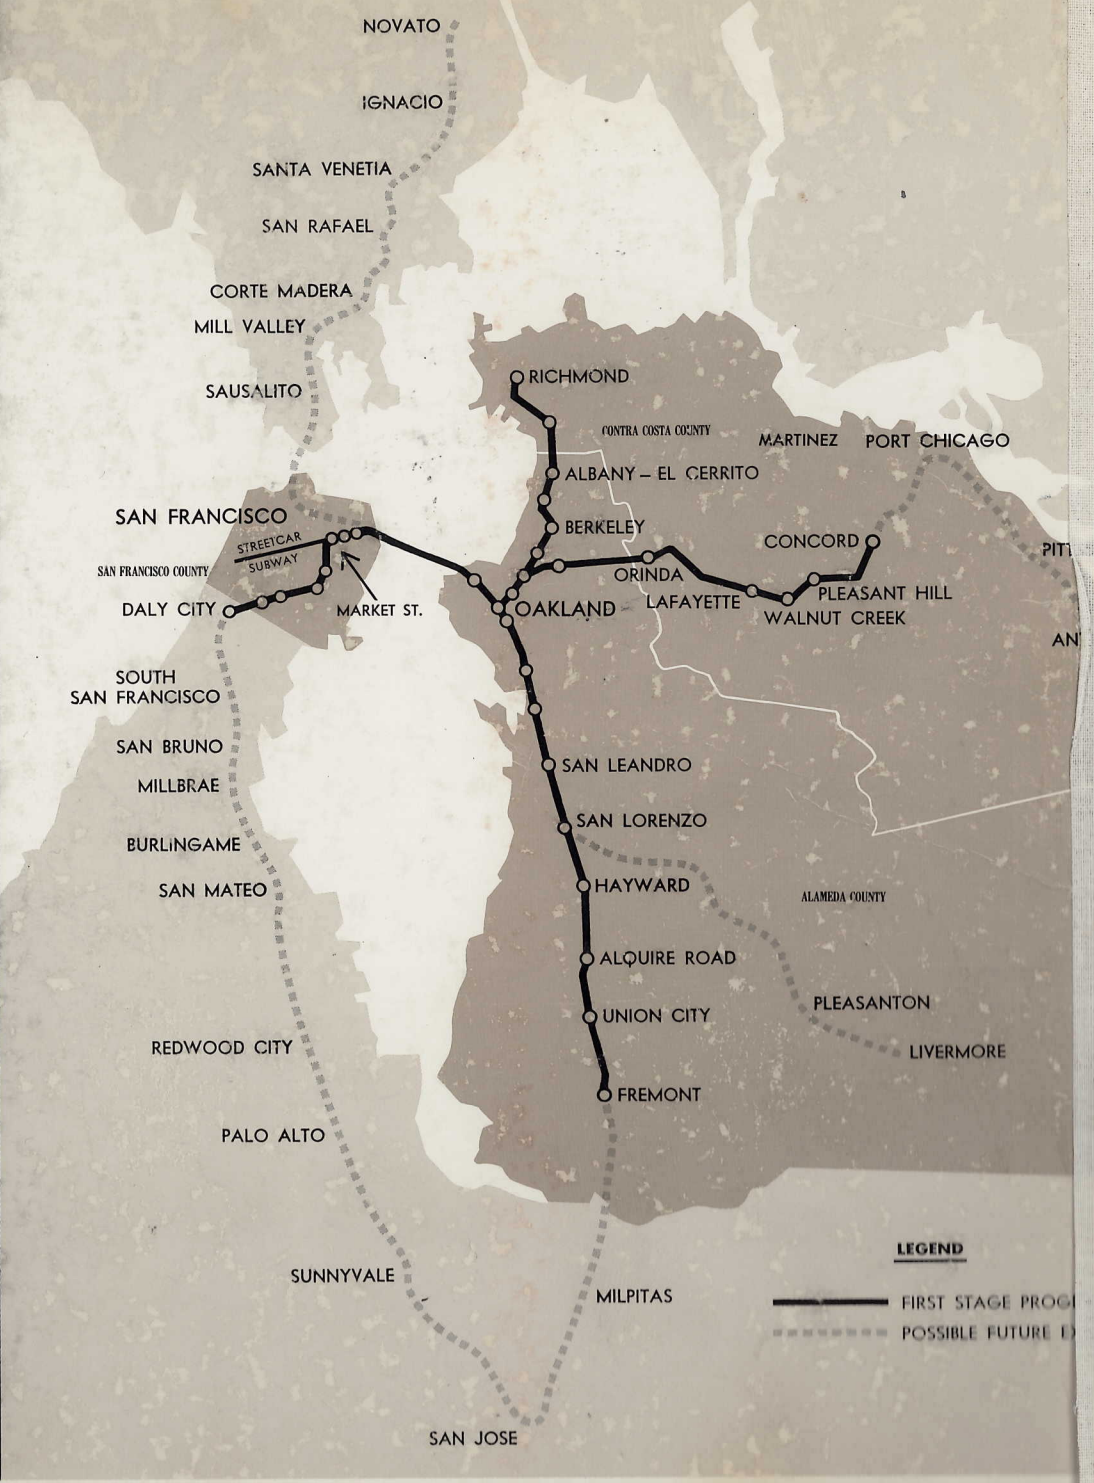 NOVATO
IGNACIO
SANTA VENETIA
SAN RAFAEL
CORTE MADERA
MILL VALLEY
SAUSALITO
RICHMOND
CONTRA COSTA COUNTY
MARTINEZ
PORT CHICAGO
ALBANY – EL CERRITO
SAN FRANCISCO
BERKELEY
STREETCAR
SUBWAY
CONCORD
PITT
SAN FRANCISCO COUNTY
ORINDA
DALY CITY
MARKET ST.
OAKLAND
LAFAYETTE
PLEASANT HILL
WALNUT CREEK
AN
SOUTH
SAN FRANCISCO
SAN BRUNO
MILLBRAE
SAN LEANDRO
SAN LORENZO
BURLINGAME
SAN MATEO
HAYWARD
ALAMEDA COUNTY
ALQUIRE ROAD
PLEASANTON
UNION CITY
REDWOOD CITY
LIVERMORE
FREMONT
PALO ALTO
SUNNYVALE
MILPITAS
LEGEND
FIRST STAGE PROG
POSSIBLE FUTURE E
SAN JOSE